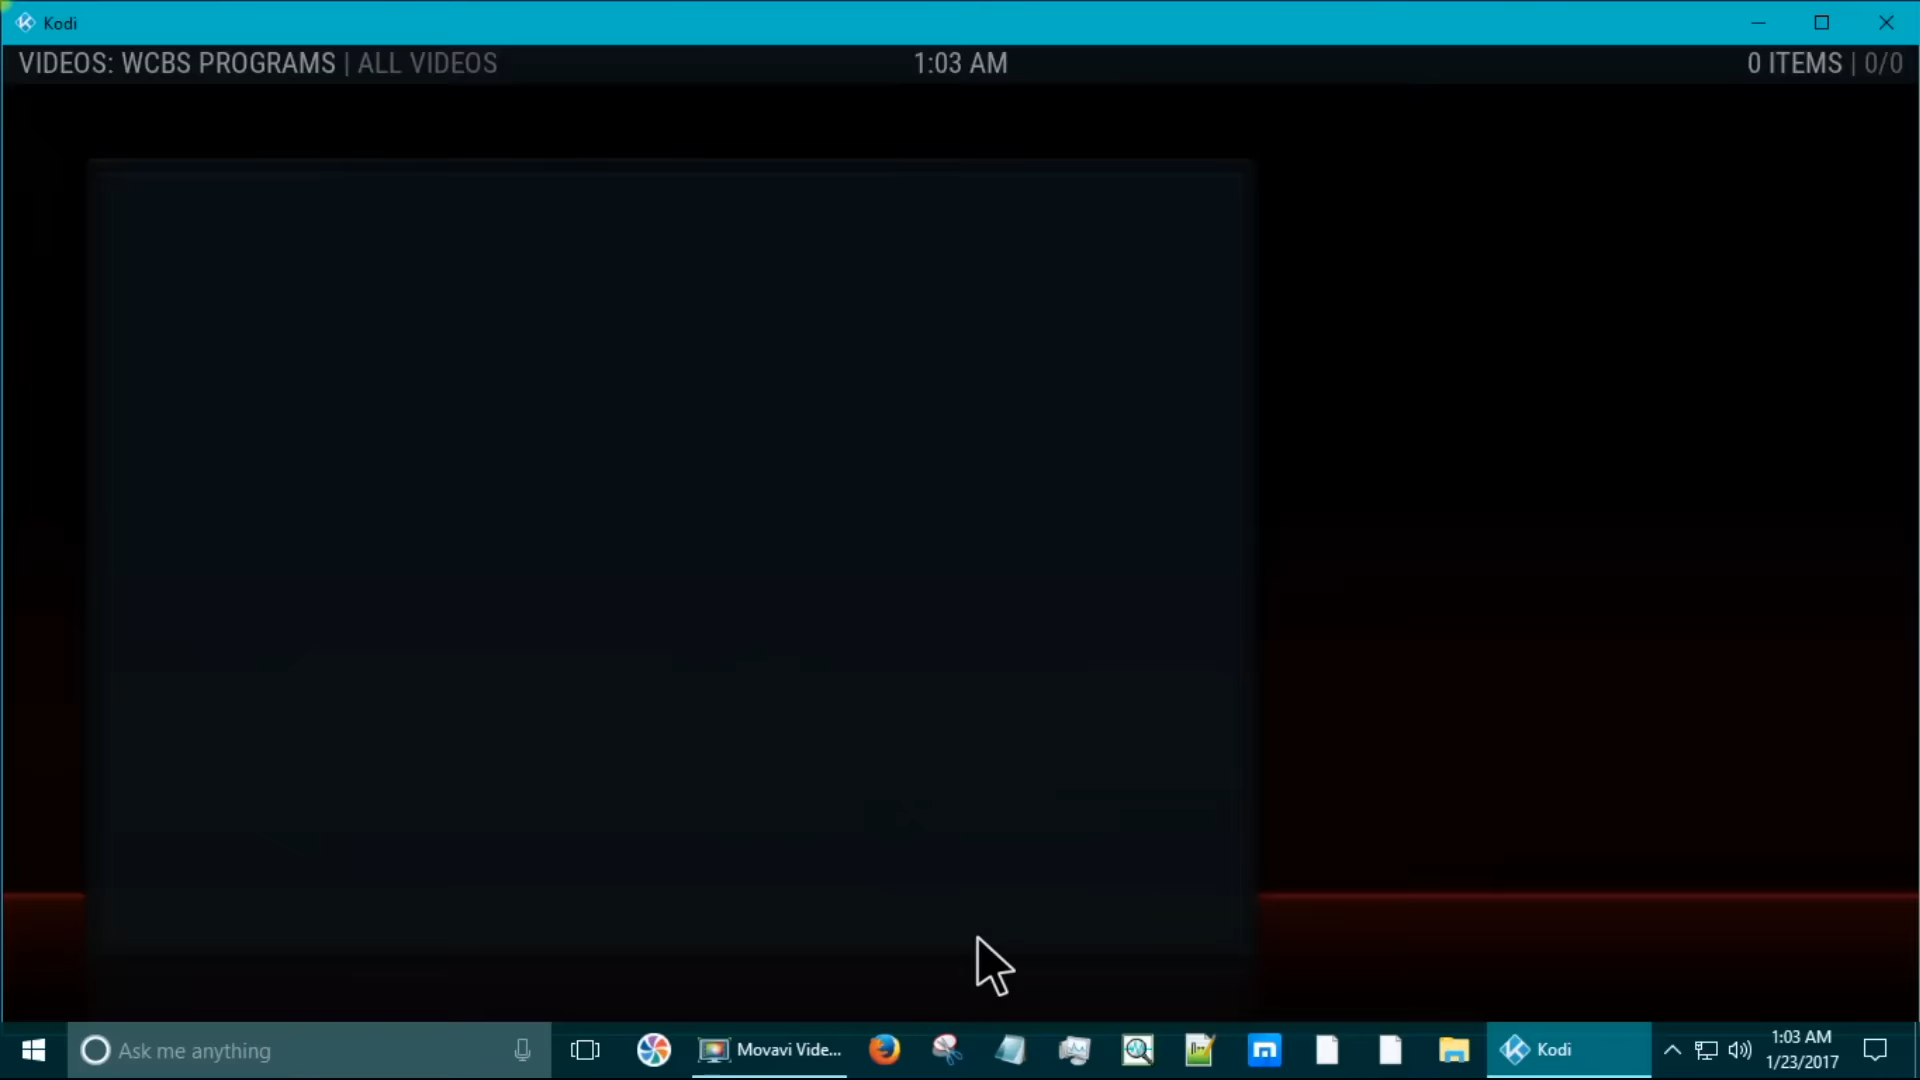 Kodi
VIDEOS: WCBS PROGRAMS | ALL VIDEOS
1:03 AM
0 ITEMS | 0/0
Ask me anything
Movavi Vide...
Kodi
1:03 AM
1/23/2017